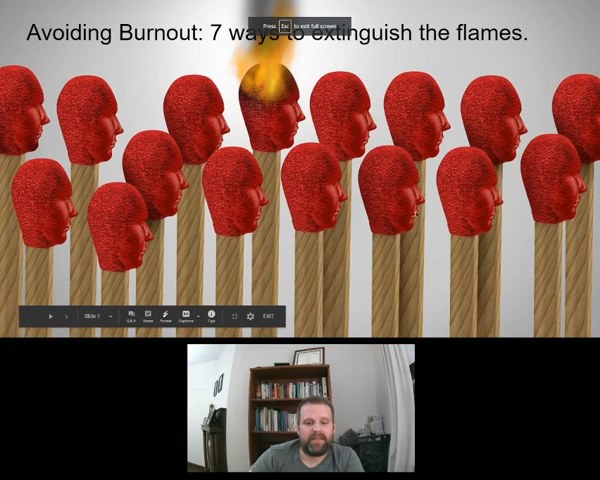 Avoiding Burnout: 7 ways to extinguish the flames.
Press Esc to exit full screen
Slide 1 Q&A Notes Pointer Captions Tips EXIT